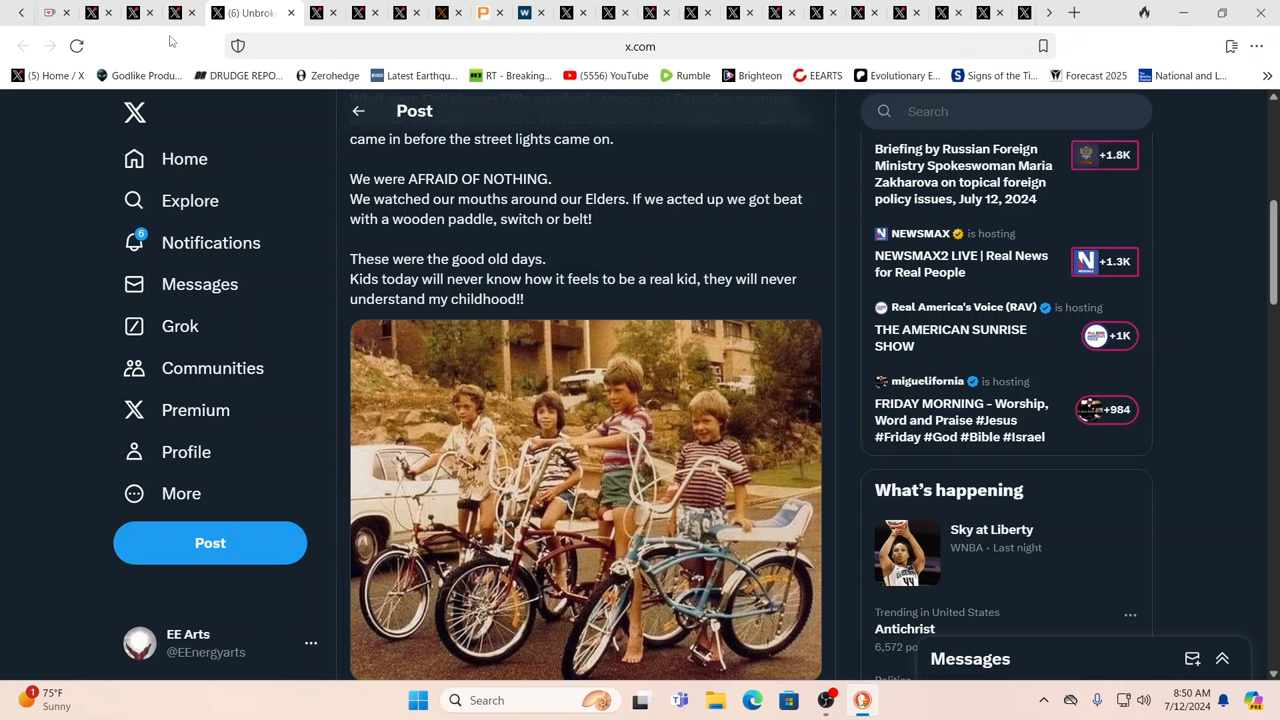 (6) Unbrok
x.com
(5) Home / X
Godlike Produ...
DRUDGE REPO...
Zerohedge
Latest Earthqu...
RT - Breaking...
(5556) YouTube
Rumble
Brighteon
EEARTS
Evolutionary E...
Signs of the Ti...
Forecast 2025
National and L...
Home
Explore
6
Notifications
Messages
Grok
Communities
Premium
Profile
More
Post
EE Arts
@EEnergyarts
Post
came in before the street lights came on.
We were AFRAID OF NOTHING.
We watched our mouths around our Elders. If we acted up we got beat
with a wooden paddle, switch or belt!
These were the good old days.
Kids today will never know how it feels to be a real kid, they will never
understand my childhood!!
Search
Briefing by Russian Foreign
Ministry Spokeswoman Maria
Zakharova on topical foreign
policy issues, July 12, 2024
+1.8K
NEWSMAX is hosting
NEWSMAX2 LIVE | Real News
for Real People
+1.3K
Real America's Voice (RAV) is hosting
THE AMERICAN SUNRISE
SHOW
+1K
miguelifornia is hosting
FRIDAY MORNING - Worship,
Word and Praise #Jesus
#Friday #God #Bible #Israel
+984
What's happening
Sky at Liberty
WNBA · Last night
Trending in United States
Antichrist
6,572 po
Messages
1
75°F
Sunny
Search
8:50 AM
7/12/2024